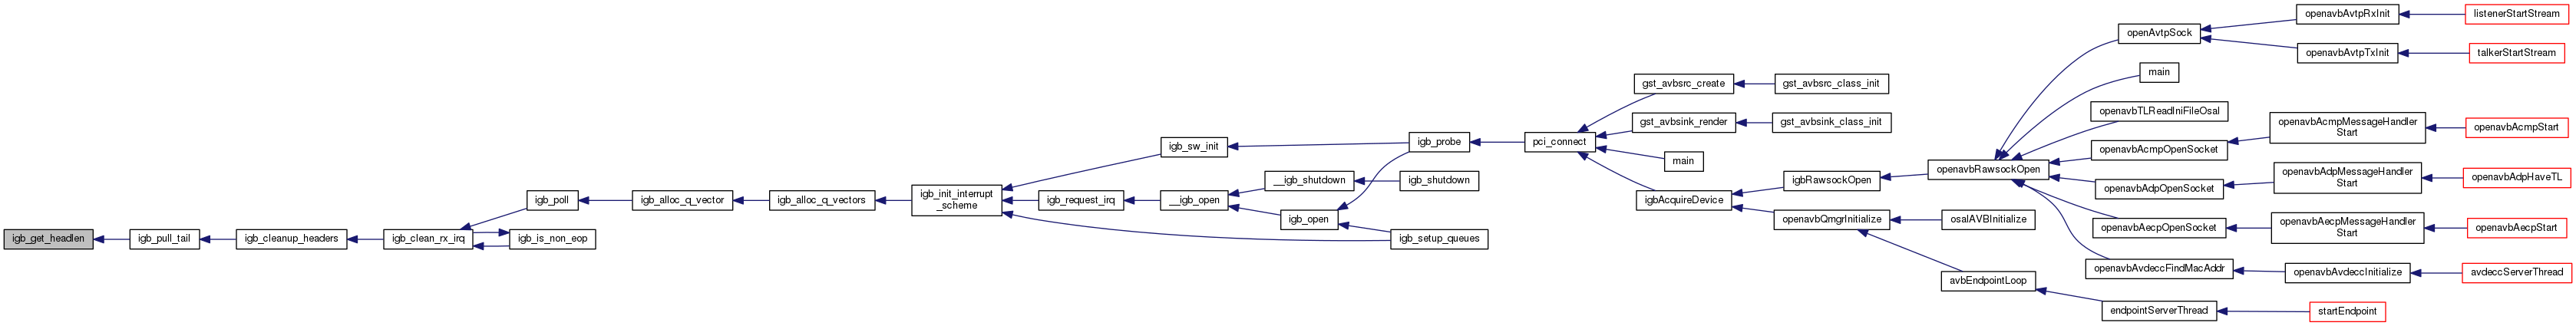 igb_get_headlen
igb_pull_tail
igb_cleanup_headers
igb_clean_rx_irq
igb_poll
igb_is_non_eop
igb_alloc_q_vector
igb_alloc_q_vectors
igb_init_interrupt
_scheme
igb_sw_init
igb_request_irq
__igb_open
__igb_shutdown
igb_open
igb_shutdown
igb_probe
igb_setup_queues
pci_connect
gst_avbsrc_create
gst_avbsrc_class_init
gst_avbsink_render
gst_avbsink_class_init
main
igbAcquireDevice
igbRawsockOpen
openavbQmgrInitialize
osalAVBInitialize
avbEndpointLoop
openavbRawsockOpen
openAvtpSock
openavbAvtpRxInit
listenerStartStream
openavbAvtpTxInit
talkerStartStream
main
openavbTLReadIniFileOsal
openavbAcmpOpenSocket
openavbAcmpMessageHandler
Start
openavbAcmpStart
openavbAdpOpenSocket
openavbAdpMessageHandler
Start
openavbAdpHaveTL
openavbAecpOpenSocket
openavbAecpMessageHandler
Start
openavbAecpStart
openavbAvdeccFindMacAddr
openavbAvdeccInitialize
avdeccServerThread
endpointServerThread
startEndpoint